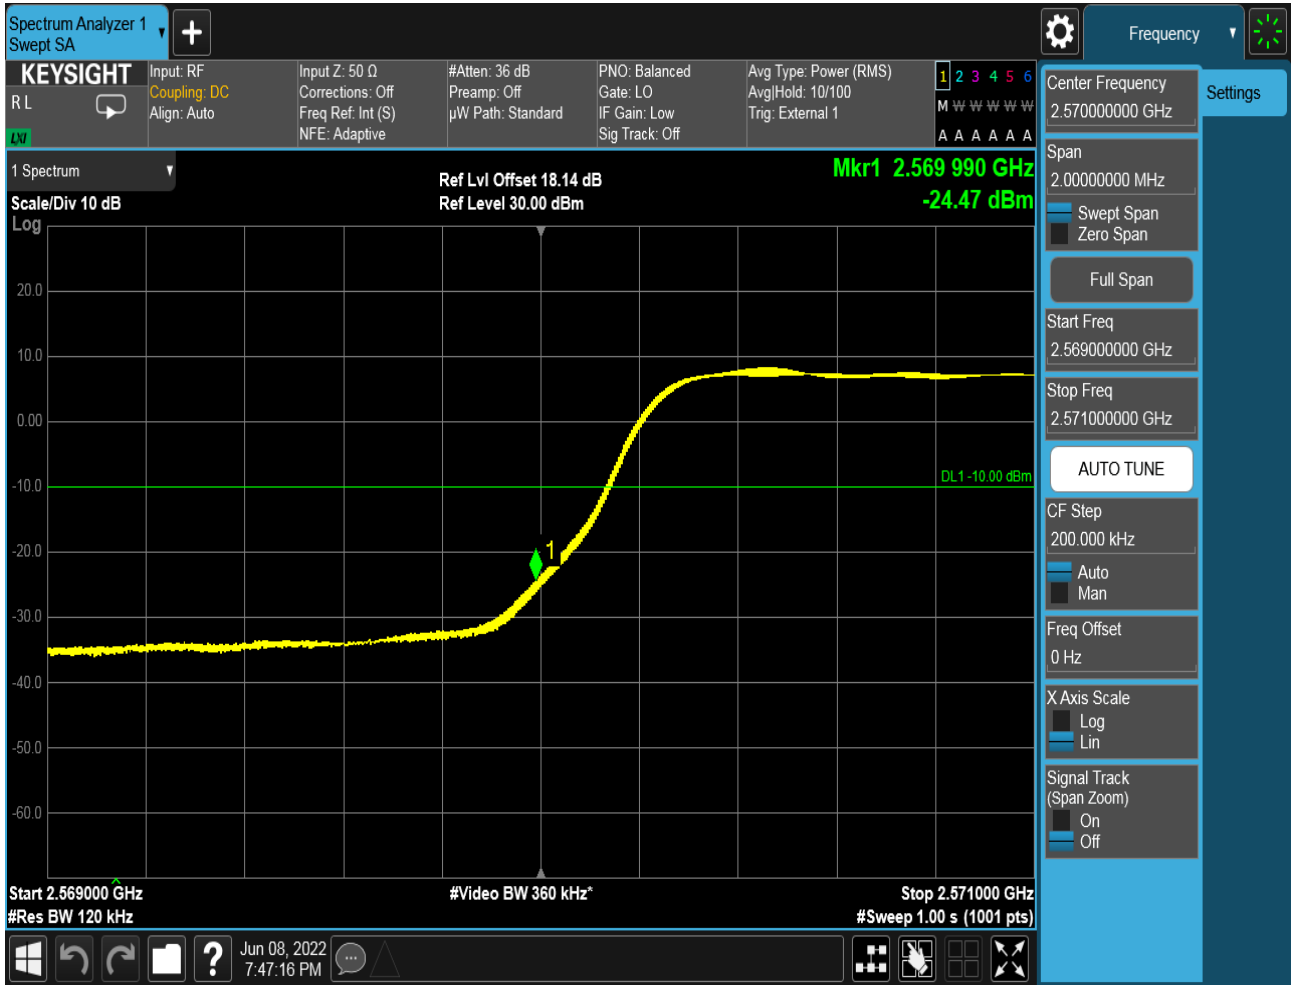 Spectrum Analyzer 1
Swept SA
Frequency
KEYSIGHT
R L
LXI
Input: RF
Coupling: DC
Align: Auto
Input Z: 50 Ω
Corrections: Off
Freq Ref: Int (S)
NFE: Adaptive
#Atten: 36 dB
Preamp: Off
µW Path: Standard
PNO: Balanced
Gate: LO
IF Gain: Low
Sig Track: Off
Avg Type: Power (RMS)
Avg|Hold: 10/100
Trig: External 1
1 2 3 4 5 6
M W W W W W
A A A A A A
1 Spectrum
Scale/Div 10 dB
Log
Ref Lvl Offset 18.14 dB
Ref Level 30.00 dBm
Mkr1 2.569 990 GHz
-24.47 dBm
20.0
10.0
0.00
-10.0
-20.0
-30.0
-40.0
-50.0
-60.0
DL1 -10.00 dBm
1
Start 2.569000 GHz
#Res BW 120 kHz
#Video BW 360 kHz*
Stop 2.571000 GHz
#Sweep 1.00 s (1001 pts)
Center Frequency
2.570000000 GHz
Span
2.00000000 MHz
Swept Span
Zero Span
Full Span
Start Freq
2.569000000 GHz
Stop Freq
2.571000000 GHz
AUTO TUNE
CF Step
200.000 kHz
Auto
Man
Freq Offset
0 Hz
X Axis Scale
Log
Lin
Signal Track
(Span Zoom)
On
Off
Settings
?
Jun 08, 2022
7:47:16 PM